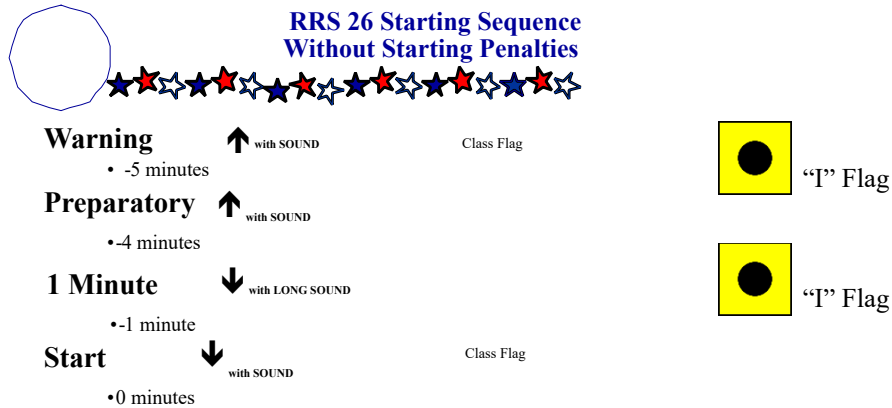 RRS 26 Starting Sequence
Without Starting Penalties
Warning with SOUND Class Flag
• -5 minutes
“I” Flag
Preparatory with SOUND
•-4 minutes
1 Minute with LONG SOUND
“I” Flag
•-1 minute
Start with SOUND Class Flag
•0 minutes